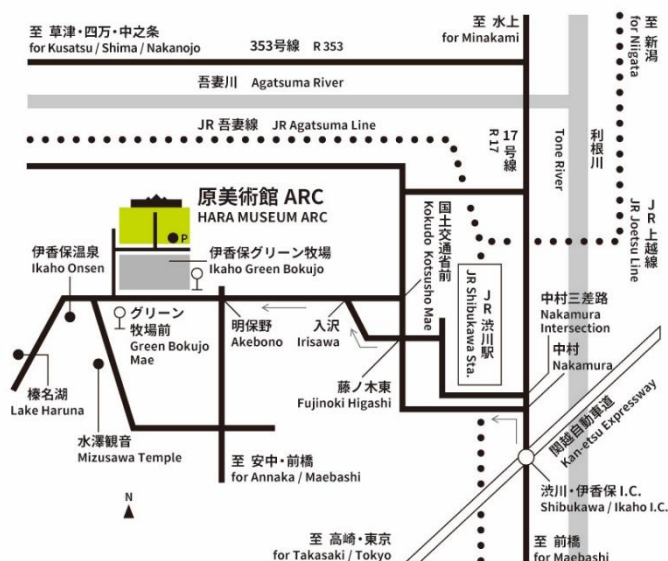 至 草津・四万・中之条
for Kusatsu / Shima / Nakanojo
353号線 R 353
至 水上
for Minakami
至 新潟
for Niigata
吾妻川 Agatsuma River
JR 吾妻線 JR Agatsuma Line
17号線
R 17
利根川
Tone River
JR上越線
JR Joetsu Line
原美術館 ARC
HARA MUSEUM ARC
P
国土交通省前
Kokudo Kotsusho Mae
伊香保温泉
Ikaho Onsen
伊香保グリーン牧場
Ikaho Green Bokujo
JR 渋川駅
JR Shibukawa Sta.
グリーン
牧場前
Green Bokujo
Mae
明保野
Akebono
入沢
Irisawa
中村三差路
Nakamura
Intersection
中村
Nakamura
藤ノ木東
Fujinoki Higashi
榛名湖
Lake Haruna
水澤観音
Mizusawa Temple
関越自動車道
Kan-etsu Expressway
至 安中・前橋
for Annaka / Maebashi
渋川・伊香保 I.C.
Shibukawa / Ikaho I.C.
N
至 高崎・東京
for Takasaki / Tokyo
至 前橋
for Maebashi